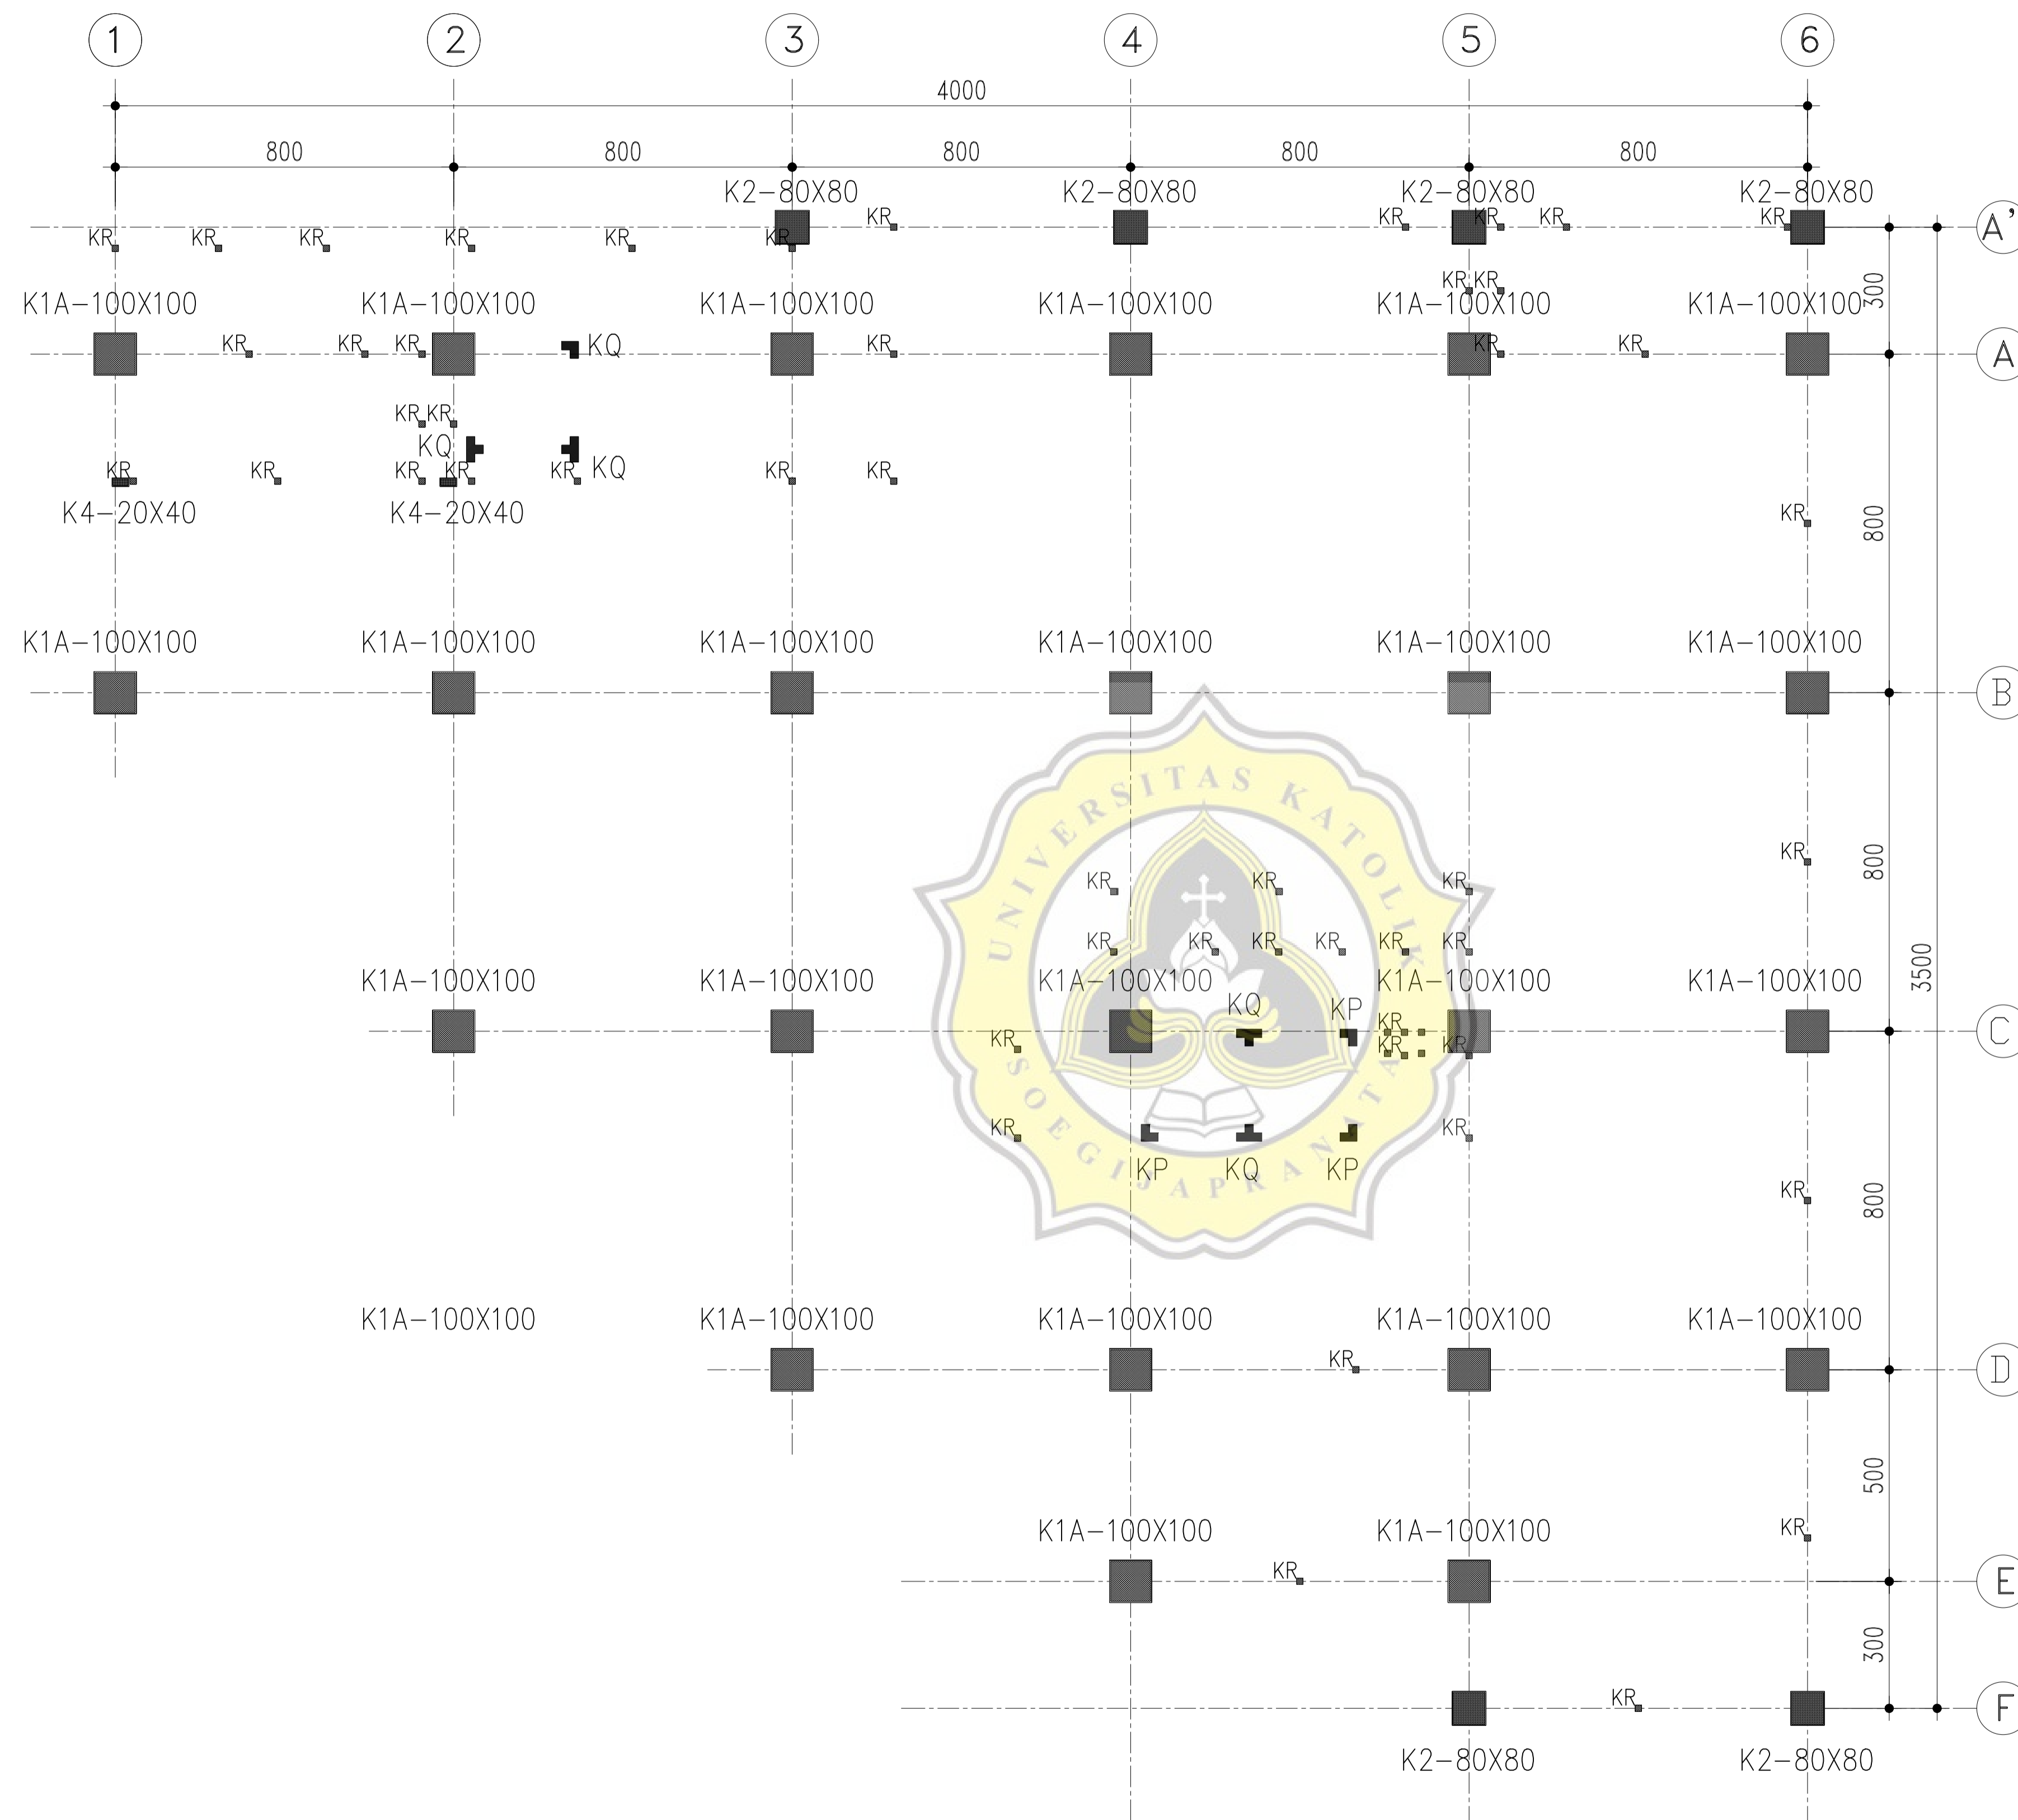 1 2 3 4 5 6
4000
800 800 800 800 800
K2-80X80 K2-80X80 K2-80X80 K2-80X80
KR KR KR KR KR A'
KR KR KR KR KR KR
300
KR KR
K1A-100X100 K1A-100X100 K1A-100X100 K1A-100X100 K1A-100X100 K1A-100X100
KR KR KR KQ KR KR KR A
KR KR
KQ KQ
KR KR KR KR KR KR KR
K4-20X40 K4-20X40
KR 800
K1A-100X100 K1A-100X100 K1A-100X100 K1A-100X100 K1A-100X100 K1A-100X100
B
UNIVERSITAS KATOLIK
KR 800
KR KR KR
KR KR KR KR KR KR
3500
K1A-100X100 K1A-100X100 K1A-100X100 K1A-100X100 K1A-100X100
KQ KP KR C
KR KR KR
KR KR
SOEGIJAPRANATA
KP KQ KP
KR 800
K1A-100X100 K1A-100X100 K1A-100X100 K1A-100X100 K1A-100X100
KR D
500
K1A-100X100 K1A-100X100 KR
KR E
300
KR F
K2-80X80 K2-80X80